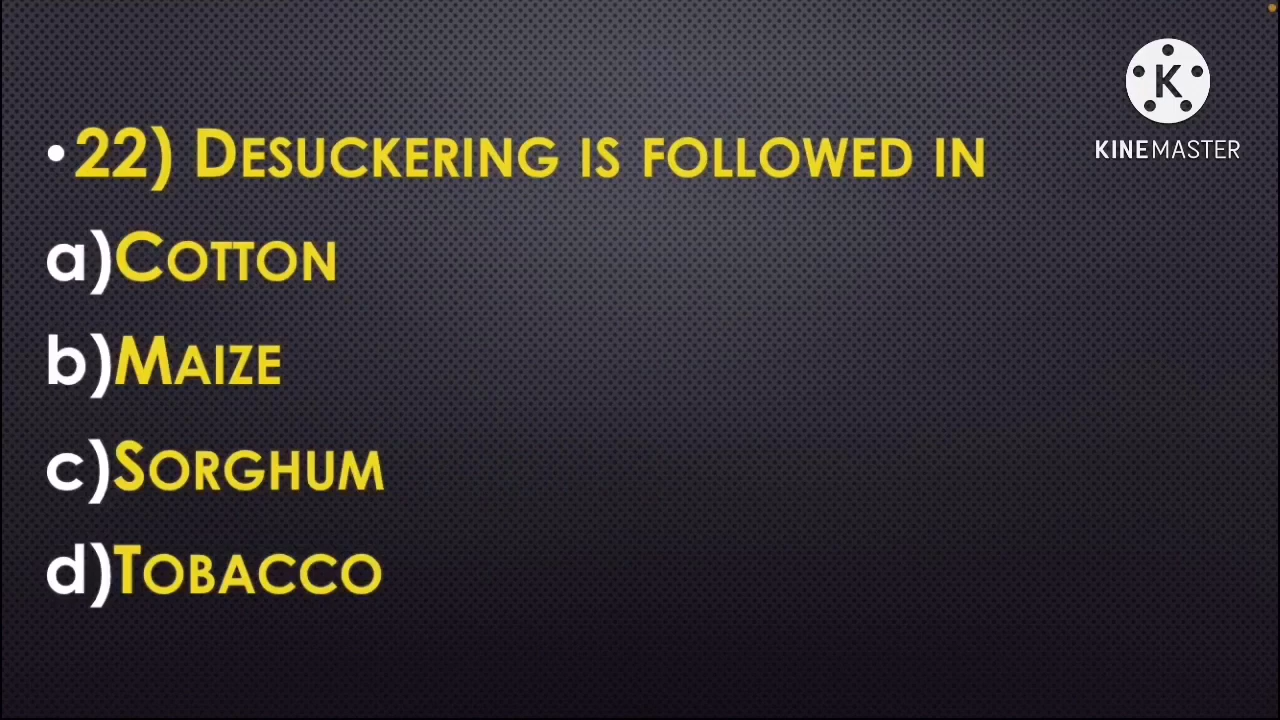 KINEMASTER
• 22) DESUCKERING IS FOLLOWED IN
a)COTTON
b)MAIZE
c)SORGHUM
d)TOBACCO